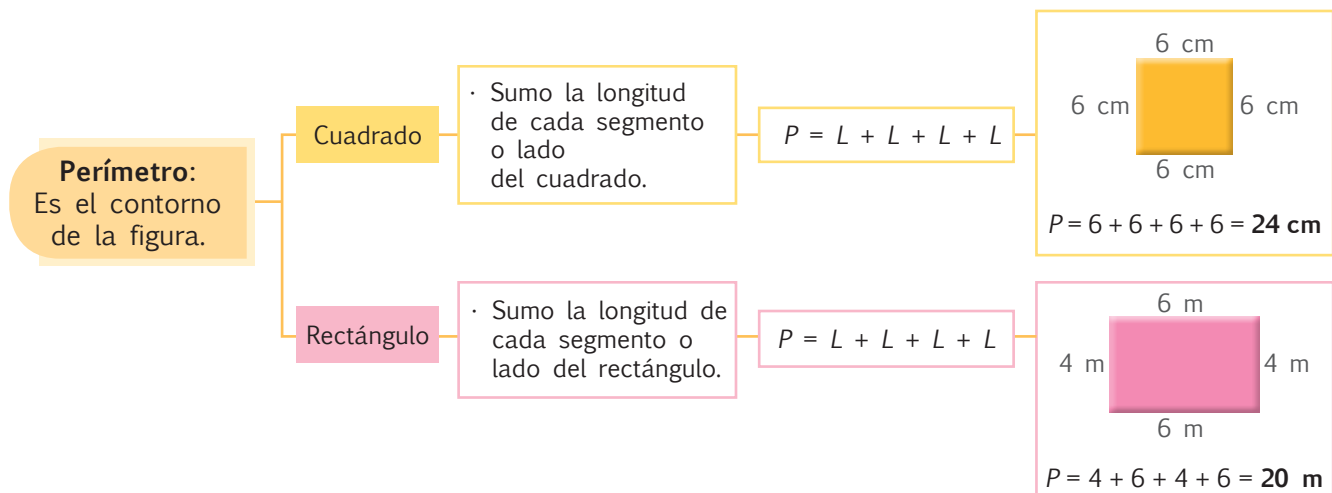 Perímetro:
Es el contorno
de la figura.
Cuadrado
· Sumo la longitud
de cada segmento
o lado
del cuadrado.
P = L + L + L + L
6 cm
6 cm
6 cm
6 cm
P = 6 + 6 + 6 + 6 = 24 cm
Rectángulo
· Sumo la longitud de
cada segmento o
lado del rectángulo.
P = L + L + L + L
6 m
4 m
4 m
6 m
P = 4 + 6 + 4 + 6 = 20 m